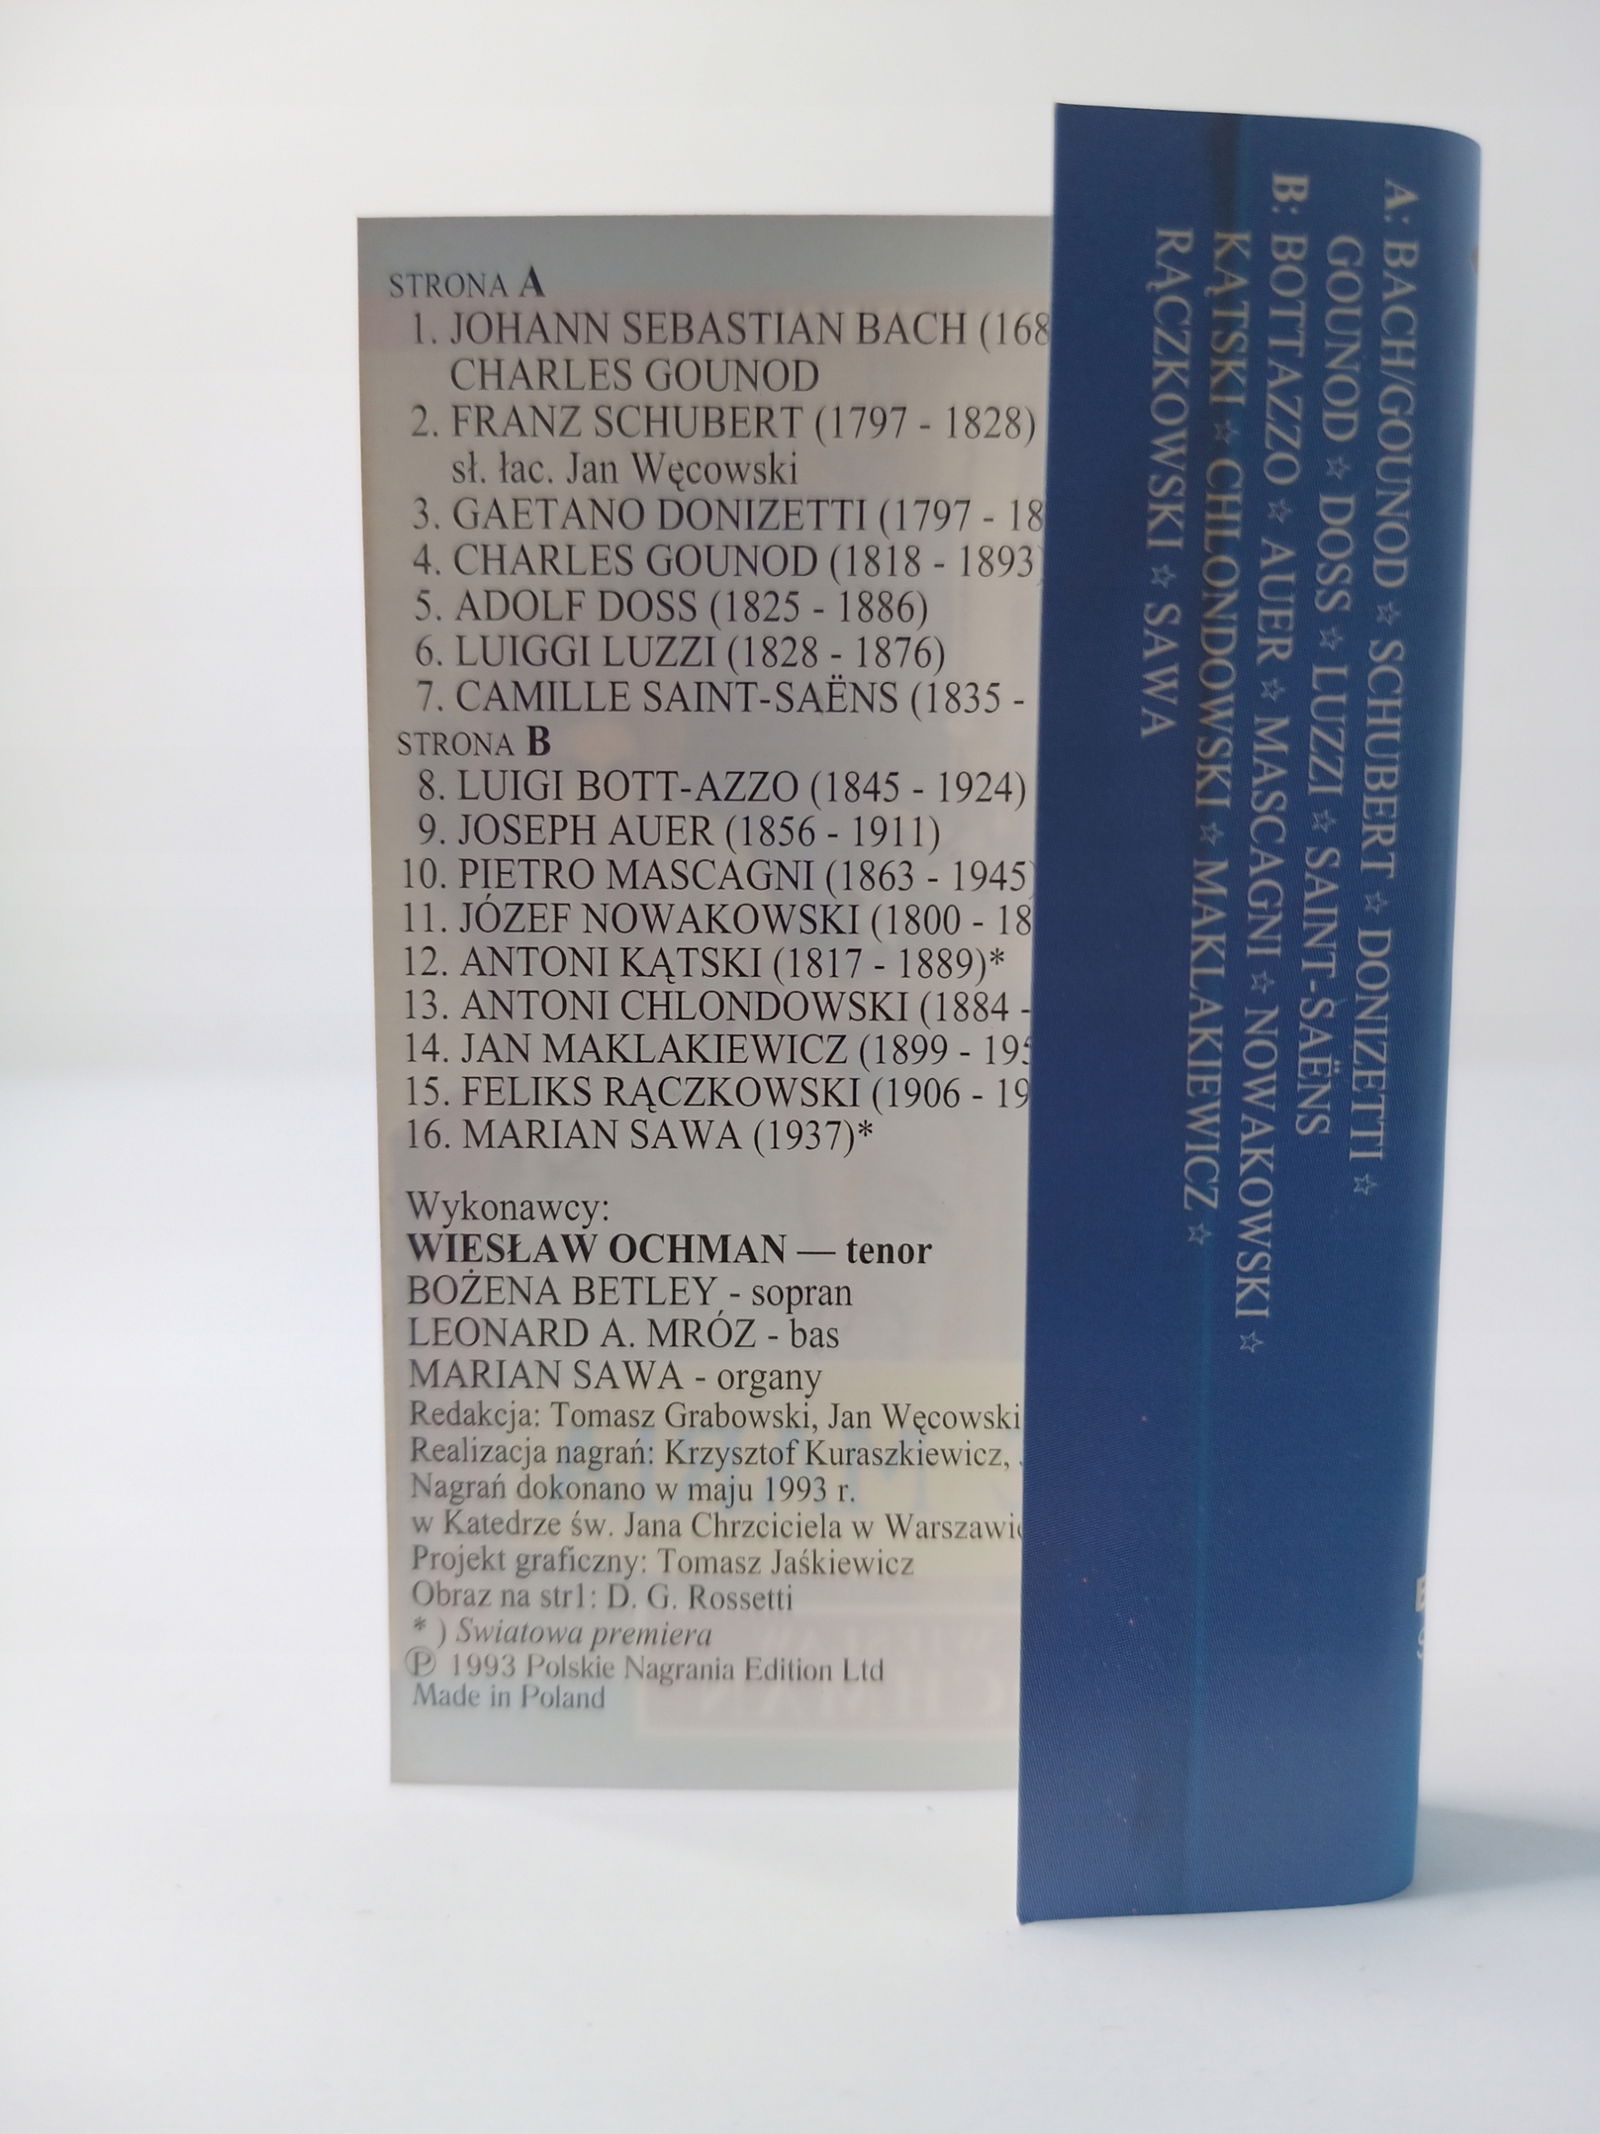 STRONA A
1. JOHANN SEBASTIAN BACH (168
CHARLES GOUNOD
2. FRANZ SCHUBERT (1797 - 1828)
sł. łac. Jan Węcowski
3. GAETANO DONIZETTI (1797 - 18
4. CHARLES GOUNOD (1818 - 1893)
5. ADOLF DOSS (1825 - 1886)
6. LUIGGI LUZZI (1828 - 1876)
7. CAMILLE SAINT-SAËNS (1835 -
STRONA B
8. LUIGI BOTT-AZZO (1845 - 1924)
9. JOSEPH AUER (1856 - 1911)
10. PIETRO MASCAGNI (1863 - 1945)
11. JÓZEF NOWAKOWSKI (1800 - 18
12. ANTONI KĄTSKI (1817 - 1889)*
13. ANTONI CHLONDOWSKI (1884 -
14. JAN MAKLAKIEWICZ (1899 - 195
15. FELIKS RĄCZKOWSKI (1906 - 19
16. MARIAN SAWA (1937)*
Wykonawcy:
WIESŁAW OCHMAN — tenor
BOŻENA BETLEY - sopran
LEONARD A. MRÓZ - bas
MARIAN SAWA - organy
Redakcja: Tomasz Grabowski, Jan Węcowski
Realizacja nagrań: Krzysztof Kuraszkiewicz,
Nagrań dokonano w maju 1993 r.
w Katedrze św. Jana Chrzciciela w Warszawie
Projekt graficzny: Tomasz Jaśkiewicz
Obraz na str1: D. G. Rossetti
* ) Swiatowa premiera
℗ 1993 Polskie Nagrania Edition Ltd
Made in Poland
A: BACH/GOUNOD ☆ SCHUBERT ☆ DONIZETTI ☆
GOUNOD ☆ DOSS ☆ LUZZI ☆ SAINT-SAËNS
B: BOTTAZZO ☆ AUER ☆ MASCAGNI ☆ NOWAKOWSKI ☆
KĄTSKI ☆ CHLONDOWSKI ☆ MAKLAKIEWICZ ☆
RĄCZKOWSKI ☆ SAWA